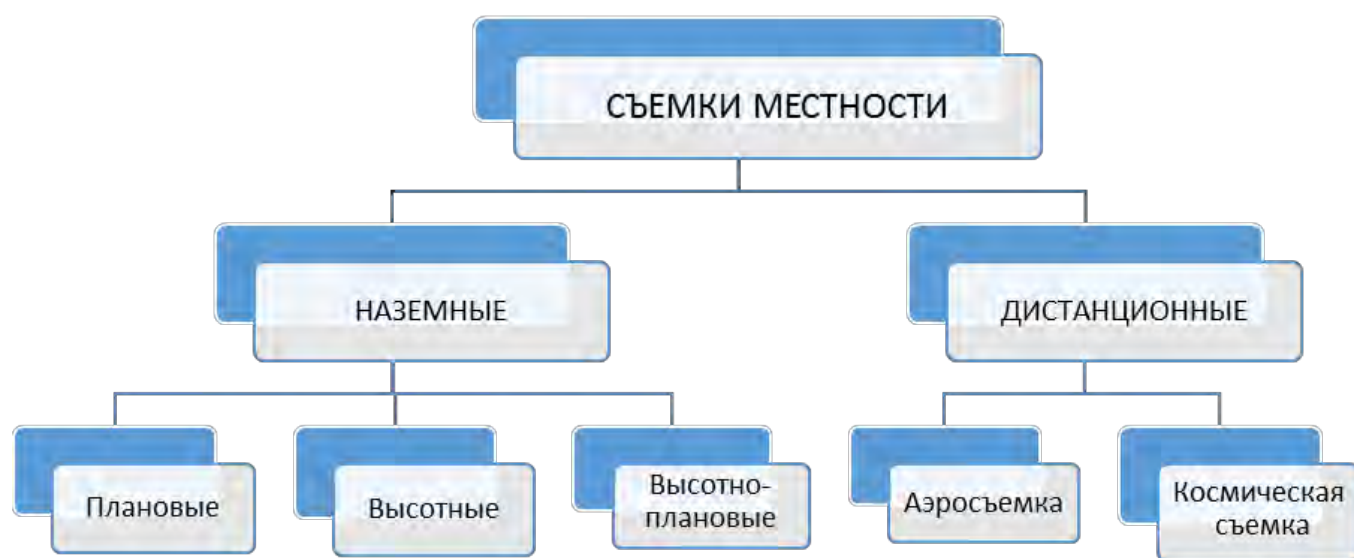 СЪЕМКИ МЕСТНОСТИ
НАЗЕМНЫЕ
ДИСТАНЦИОННЫЕ
Плановые
Высотные
Высотно-
плановые
Аэросъемка
Космическая
съемка